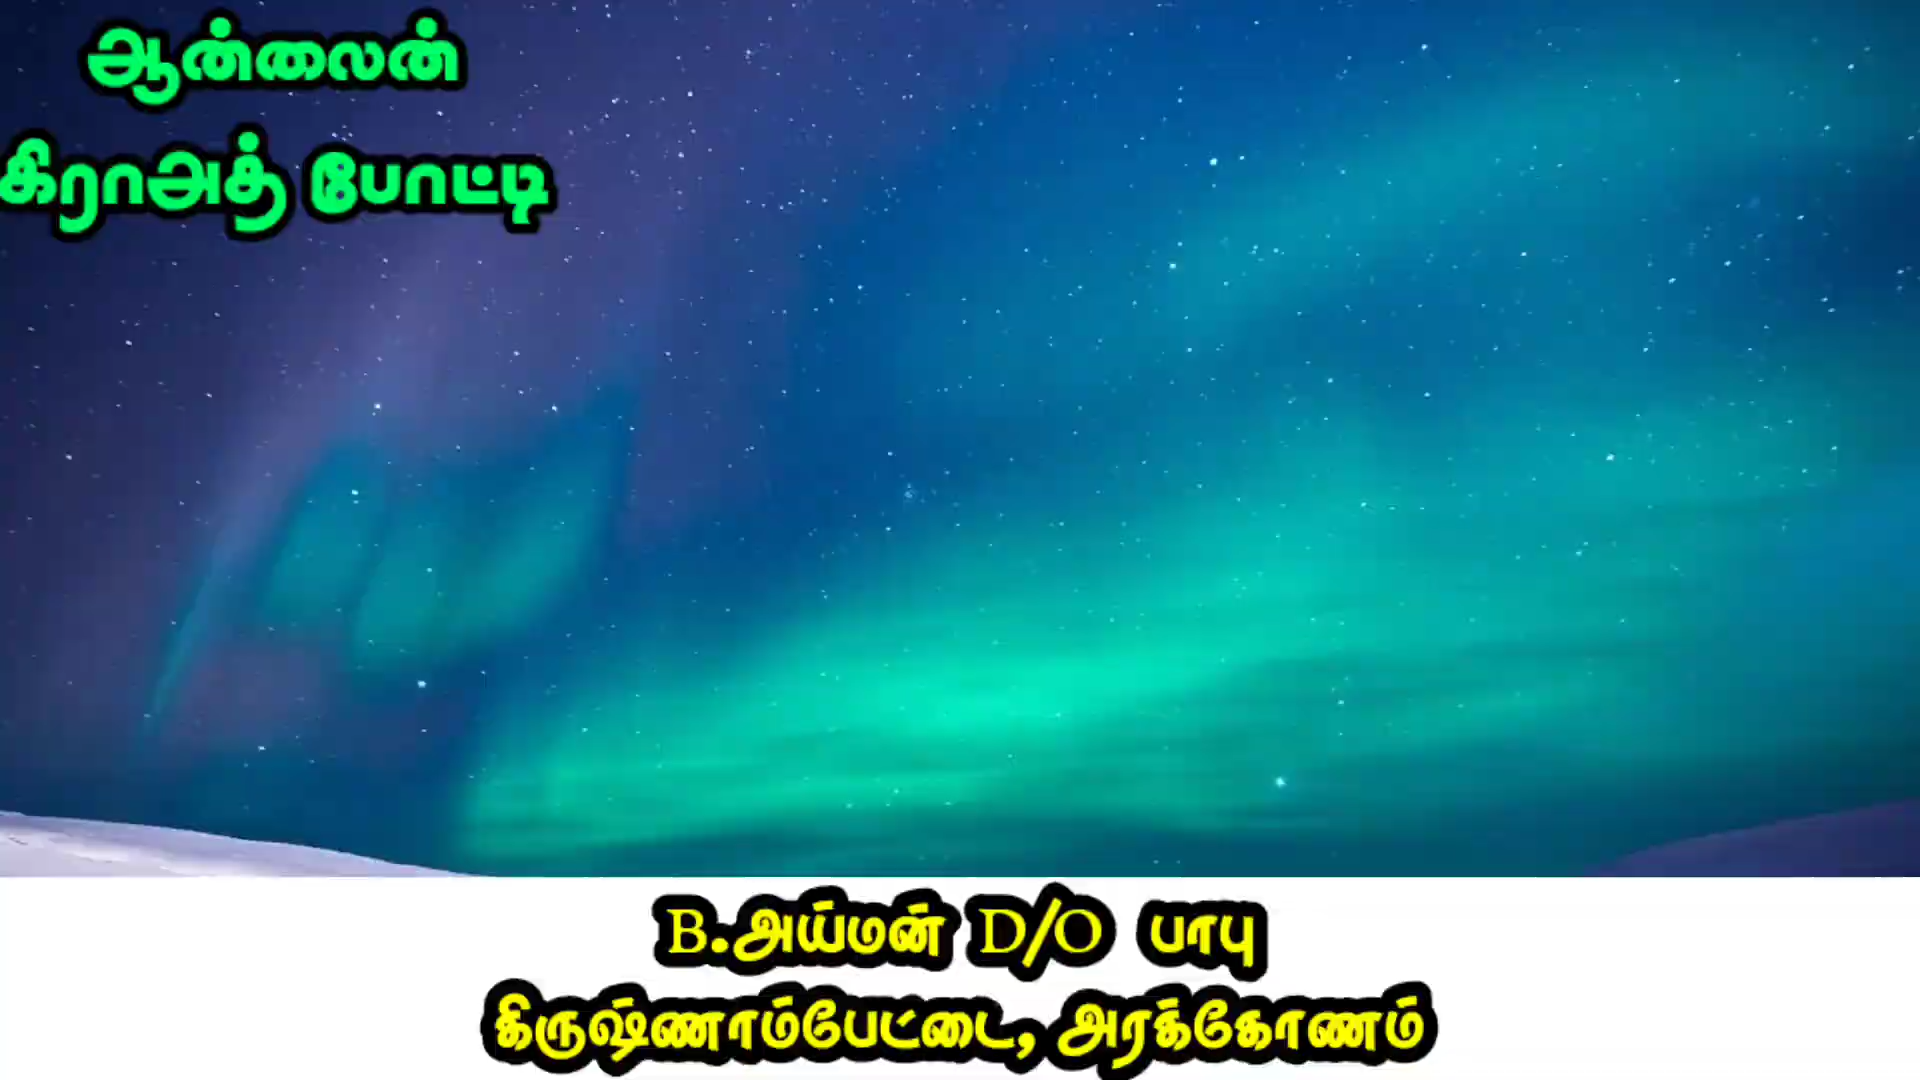 ஆன்லைன்
கிராஅத் போட்டி
B.அய்மன் D/O பாபு
கிருஷ்ணாம்பேட்டை, அரக்கோணம்